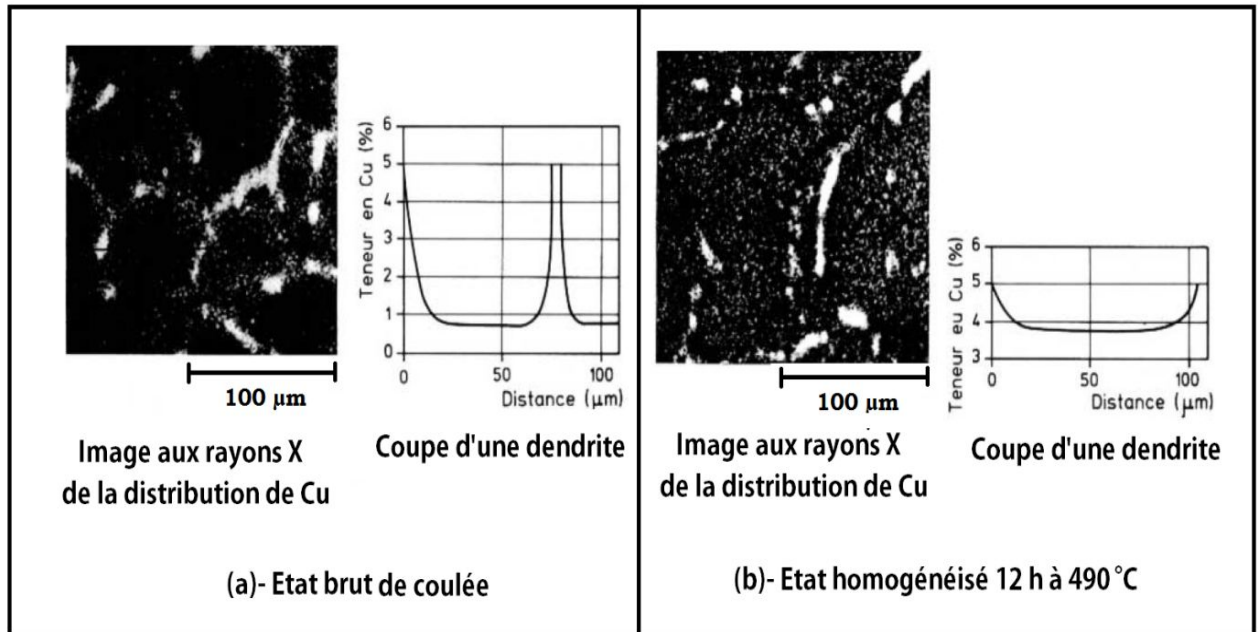 6
5
4
3
2
1
0
Teneur en Cu (%)
0
50
100
Distance (µm)
100 µm
Image aux rayons X
de la distribution de Cu
Coupe d'une dendrite
(a)- Etat brut de coulée
6
5
4
3
Teneur eu Cu (%)
0
50
100
Distance (µm)
100 µm
Image aux rayons X
de la distribution de Cu
Coupe d'une dendrite
(b)- Etat homogénéisé 12 h à 490 °C